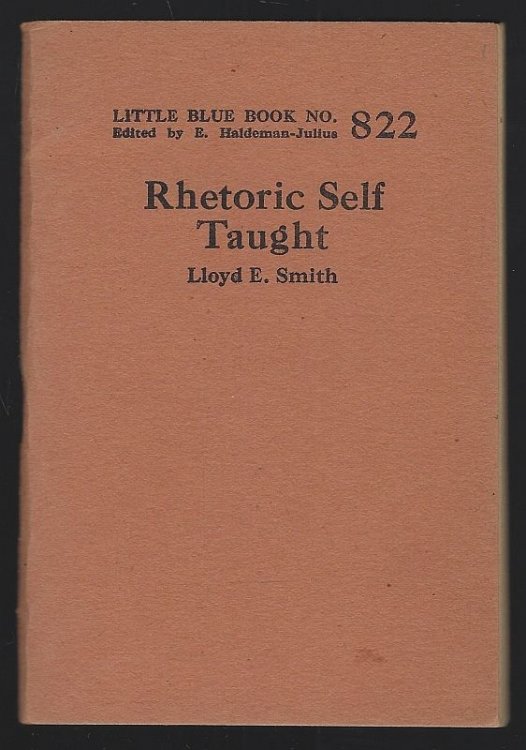 LITTLE BLUE BOOK NO. 822
Edited by E. Haldeman-Julius
Rhetoric Self
Taught
Lloyd E. Smith